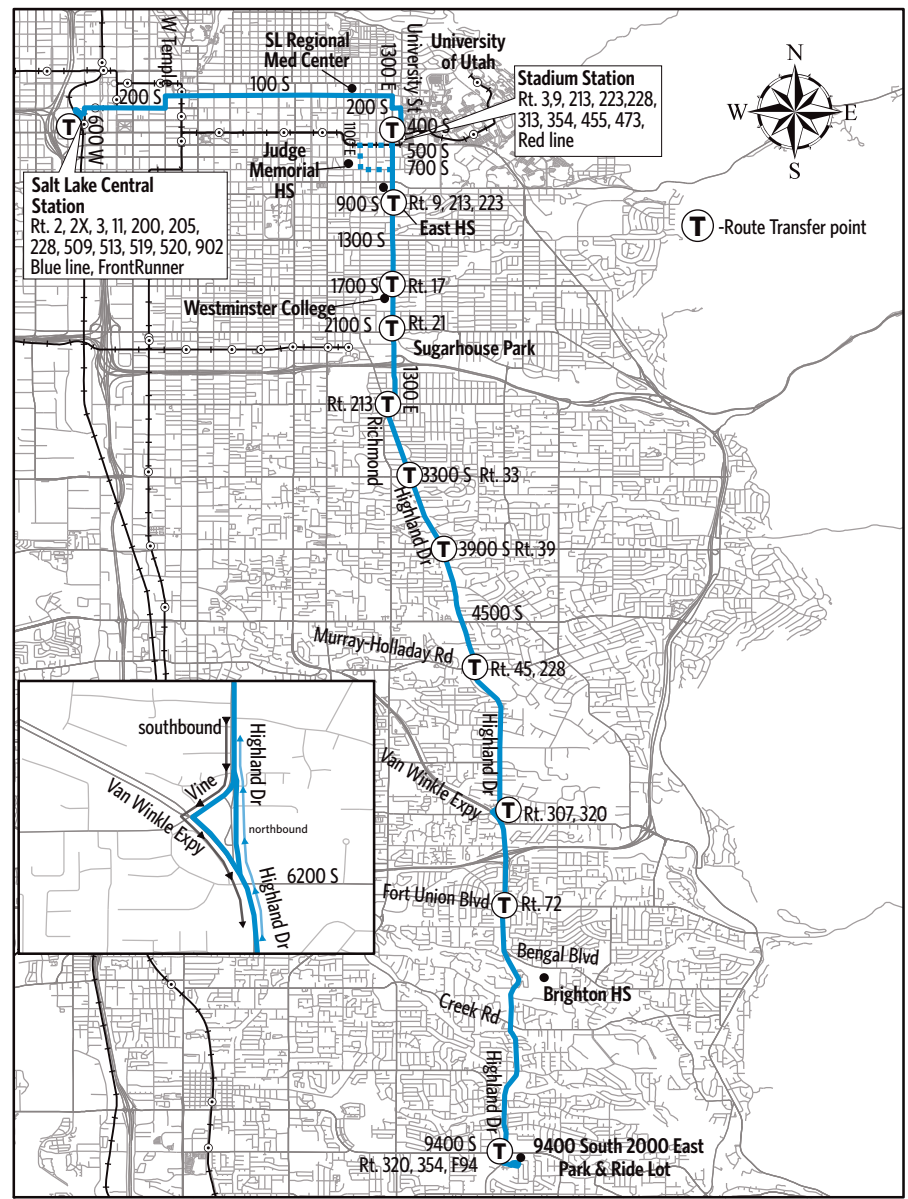 W Temple
SL Regional
Med Center
1300 E
University St
University
of Utah
N
W
E
S
100 S
200 S
200 S
600 W
Stadium Station
Rt. 3,9, 213, 223,228,
313, 354, 455, 473,
Red line
400 S
500 S
700 S
1100 E
Judge
Memorial
HS
T
T
Salt Lake Central
Station
Rt. 2, 2X, 3, 11, 200, 205,
228, 509, 513, 519, 520, 902
Blue line, FrontRunner
900 S
T
Rt. 9, 213, 223
East HS
T
-Route Transfer point
1300 S
1700 S
T
Rt. 17
Westminster College
2100 S
T
Rt. 21
Sugarhouse Park
1300 E
Rt. 213
T
Richmond
T
3300 S Rt. 33
Highland Dr
T
3900 S Rt. 39
4500 S
Murray-Holladay Rd
T
Rt. 45, 228
Highland Dr
Van Winkle Expy
T
Rt. 307, 320
southbound
Highland Dr
Vine
Van Winkle Expy
northbound
6200 S
Highland Dr
Fort Union Blvd
T
Rt. 72
Bengal Blvd
Brighton HS
Creek Rd
Highland Dr
9400 S
Rt. 320, 354, F94
T
9400 South 2000 East
Park & Ride Lot